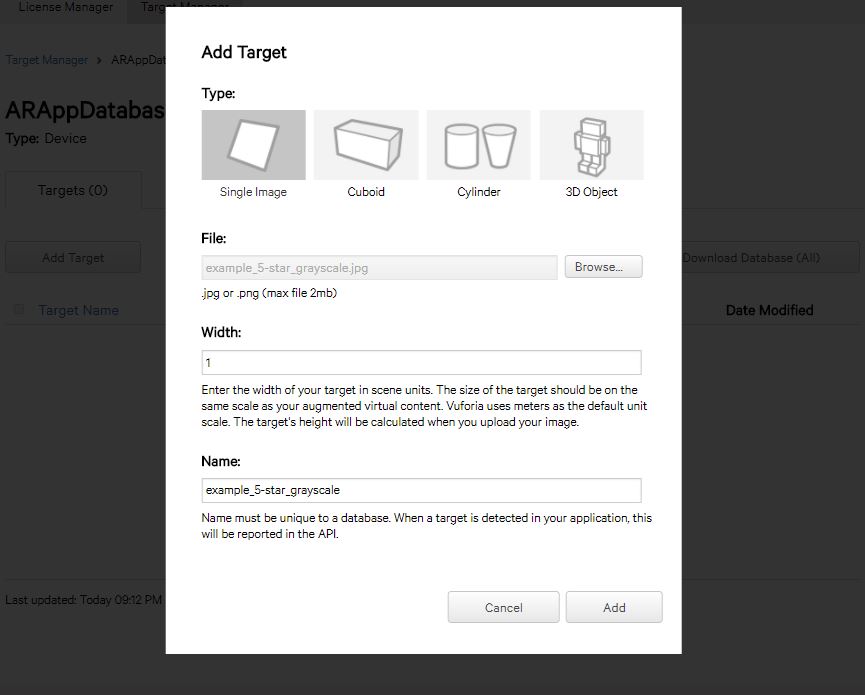 License Manager
Target Manager
Target Manager > ARAppDat
ARAppDatabas
Type: Device
Targets (0)
Add Target
Download Database (All)
Target Name
Date Modified
Last updated: Today 09:12 PM
Add Target
Type:
Single Image
Cuboid
Cylinder
3D Object
File:
example_5-star_grayscale.jpg
Browse...
.jpg or .png (max file 2mb)
Width:
1
Enter the width of your target in scene units. The size of the target should be on the
same scale as your augmented virtual content. Vuforia uses meters as the default unit
scale. The target's height will be calculated when you upload your image.
Name:
example_5-star_grayscale
Name must be unique to a database. When a target is detected in your application, this
will be reported in the API.
Cancel
Add